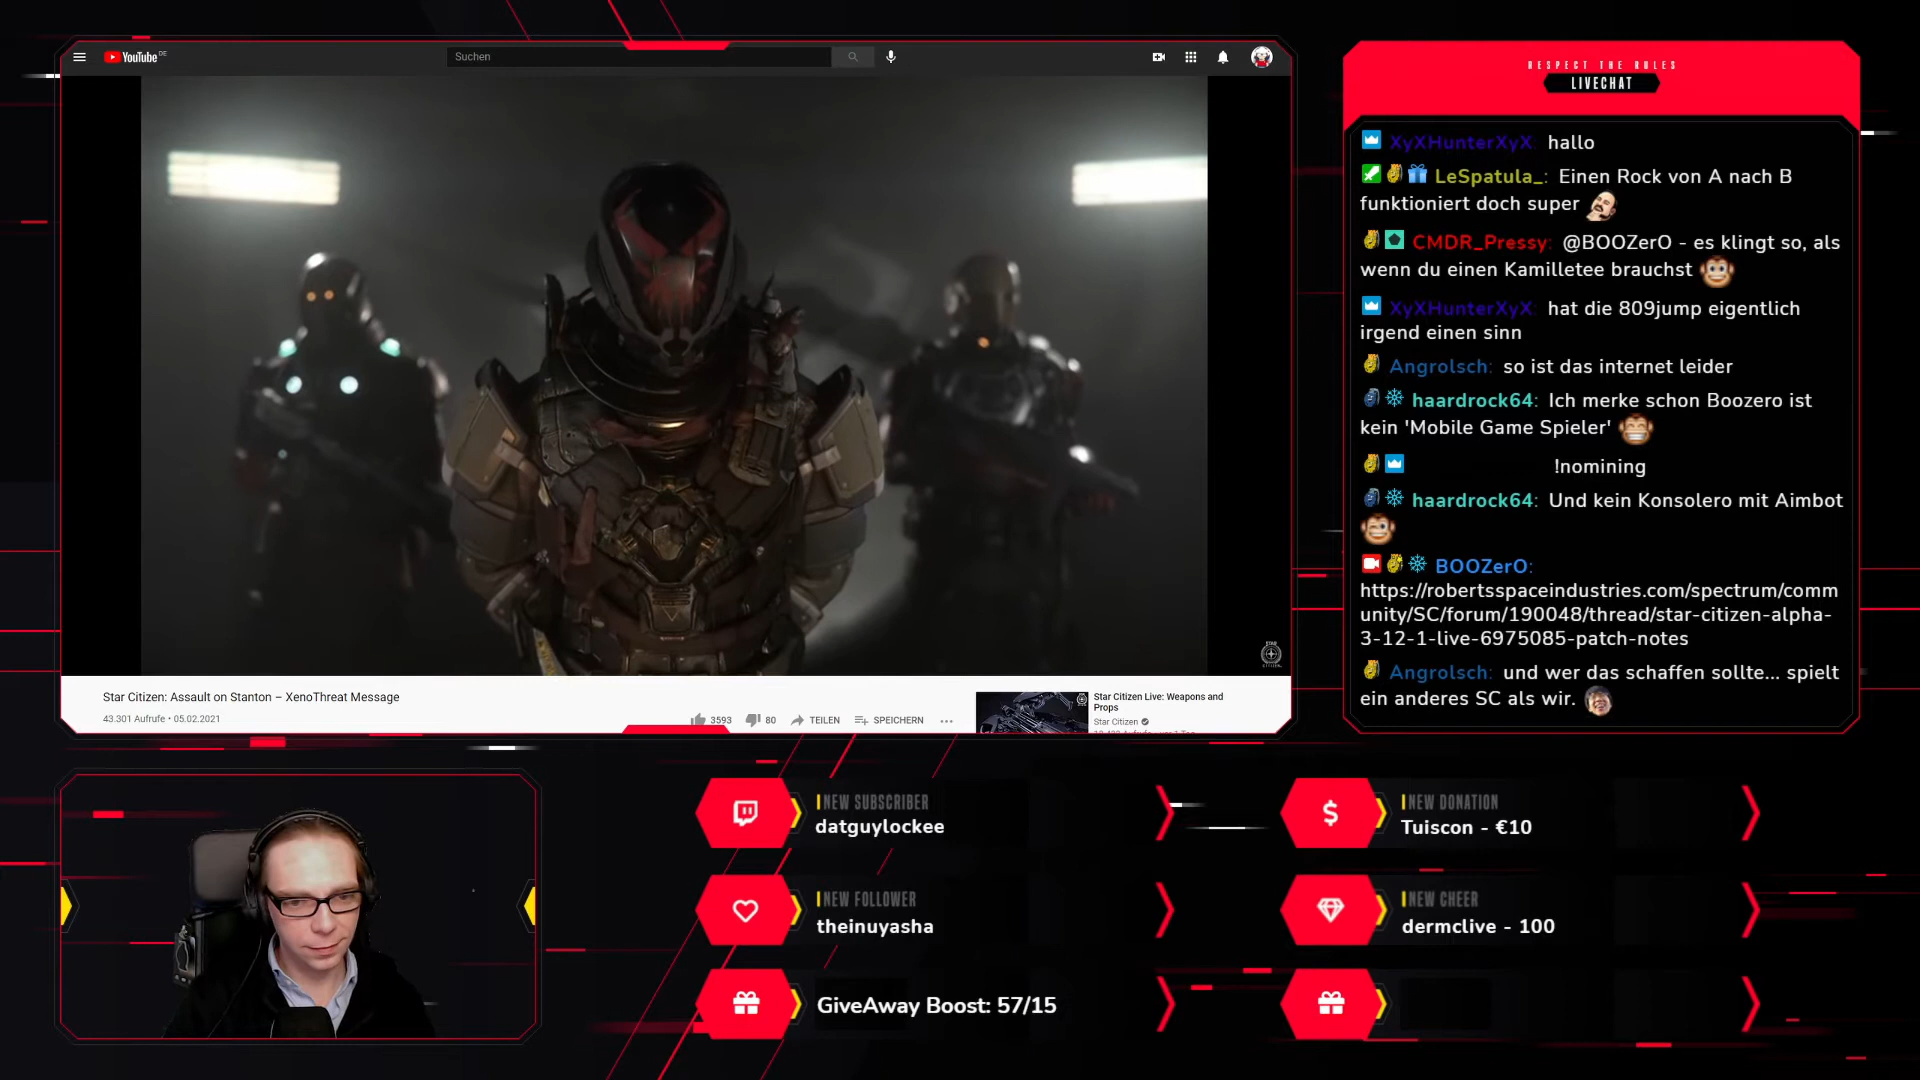 YouTube DE
Suchen
STAR
CITIZEN
Star Citizen: Assault on Stanton – XenoThreat Message
43.301 Aufrufe • 05.02.2021
3593
80
TEILEN
SPEICHERN
Star Citizen Live: Weapons and
Props
Star Citizen
RESPECT THE RULES
LIVECHAT
XyXHunterXyX: hallo
LeSpatula_: Einen Rock von A nach B
funktioniert doch super
CMDR_Pressy: @BOOZerO - es klingt so, als
wenn du einen Kamilletee brauchst
XyXHunterXyX: hat die 809jump eigentlich
irgend einen sinn
Angrolsch: so ist das internet leider
haardrock64: Ich merke schon Boozero ist
kein 'Mobile Game Spieler'
!nomining
haardrock64: Und kein Konsolero mit Aimbot
BOOZerO:
https://robertsspaceindustries.com/spectrum/comm
unity/SC/forum/190048/thread/star-citizen-alpha-
3-12-1-live-6975085-patch-notes
Angrolsch: und wer das schaffen sollte... spielt
ein anderes SC als wir.
NEW SUBSCRIBER
datguylockee
NEW DONATION
Tuiscon - €10
NEW FOLLOWER
theinuyasha
NEW CHEER
dermclive - 100
GiveAway Boost: 57/15